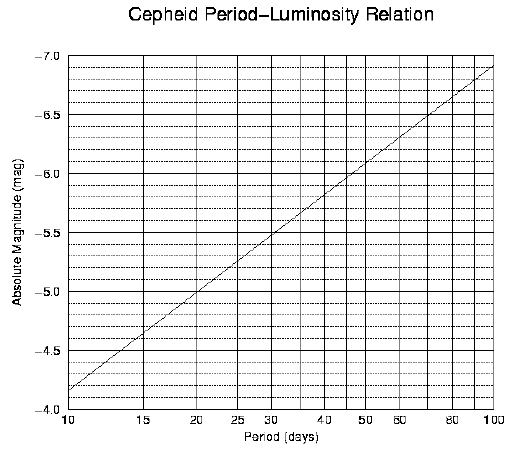 Cepheid Period–Luminosity Relation
−7.0
−6.5
−6.0
−5.5
−5.0
−4.5
−4.0
Absolute Magnitude (mag)
10 15 20 25 30 40 50 60 80 100
Period (days)